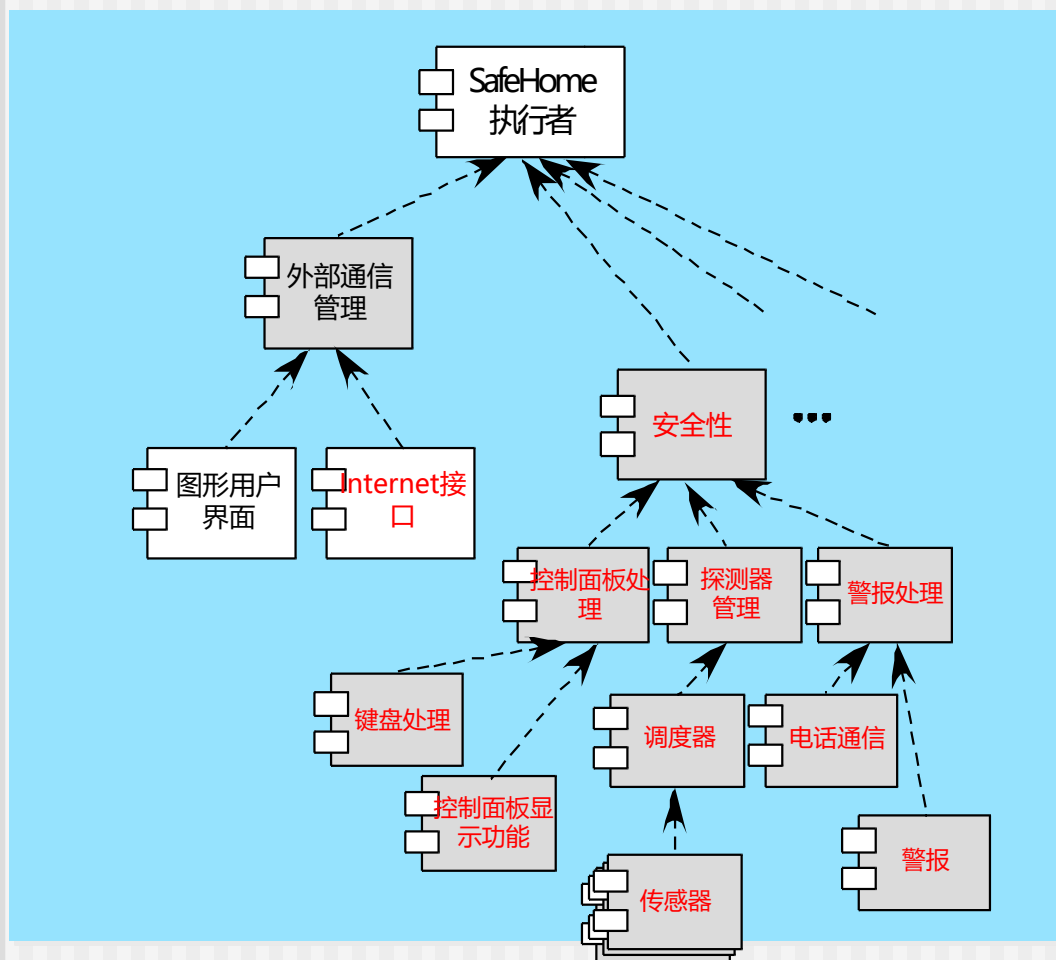 SafeHome
执行者
外部通信
管理
安全性
图形用户
界面
Internet接
口
控制面板处
理
探测器
管理
警报处理
键盘处理
调度器
电话通信
控制面板显
示功能
警报
传感器